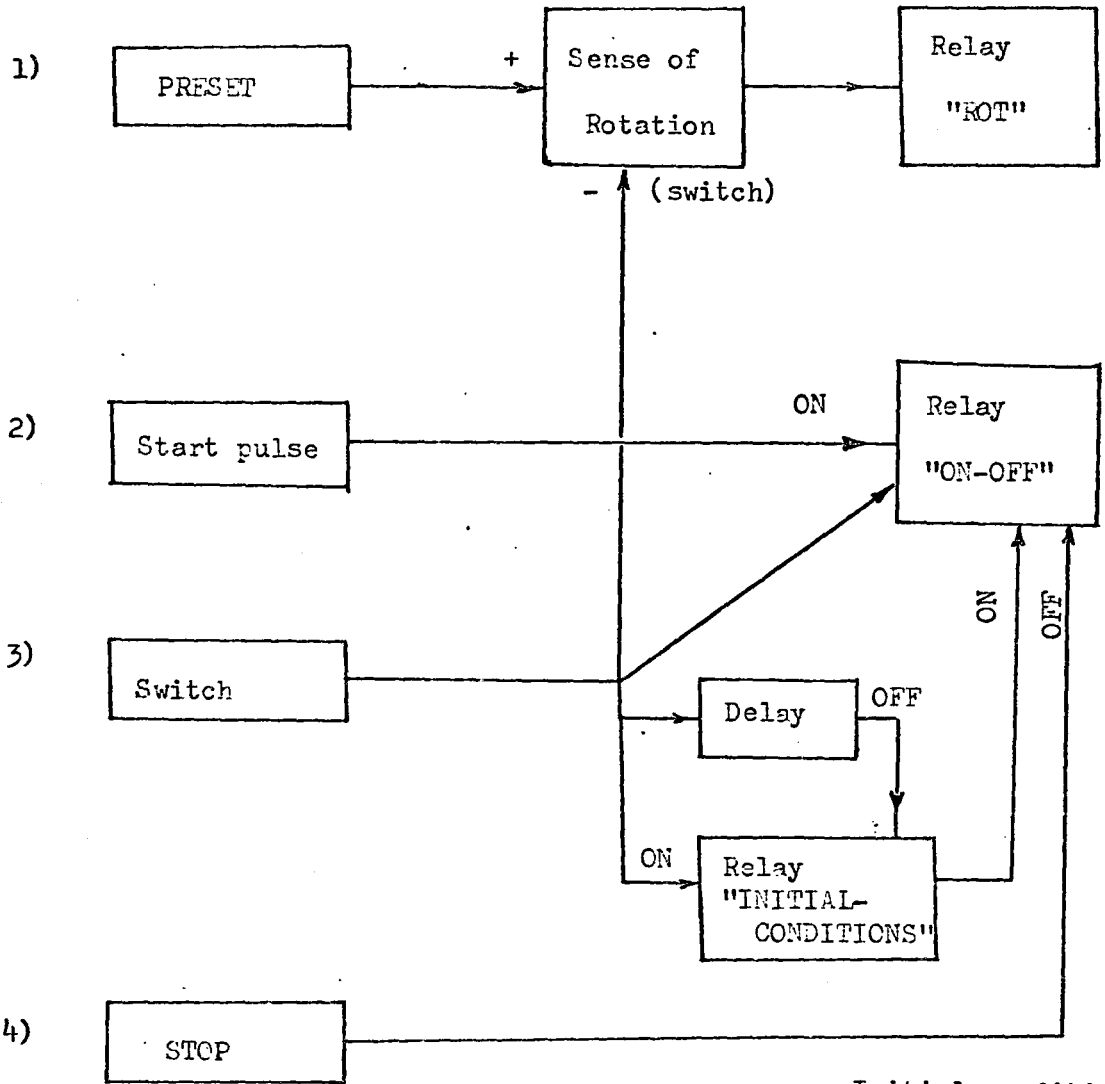 1)
PRESET
+
Sense of
Rotation
Relay
"ROT"
- (switch)
2)
Start pulse
ON
Relay
"ON-OFF"
3)
Switch
ON
OFF
Delay
OFF
ON
Relay
"INITIAL-
CONDITIONS"
4)
STOP